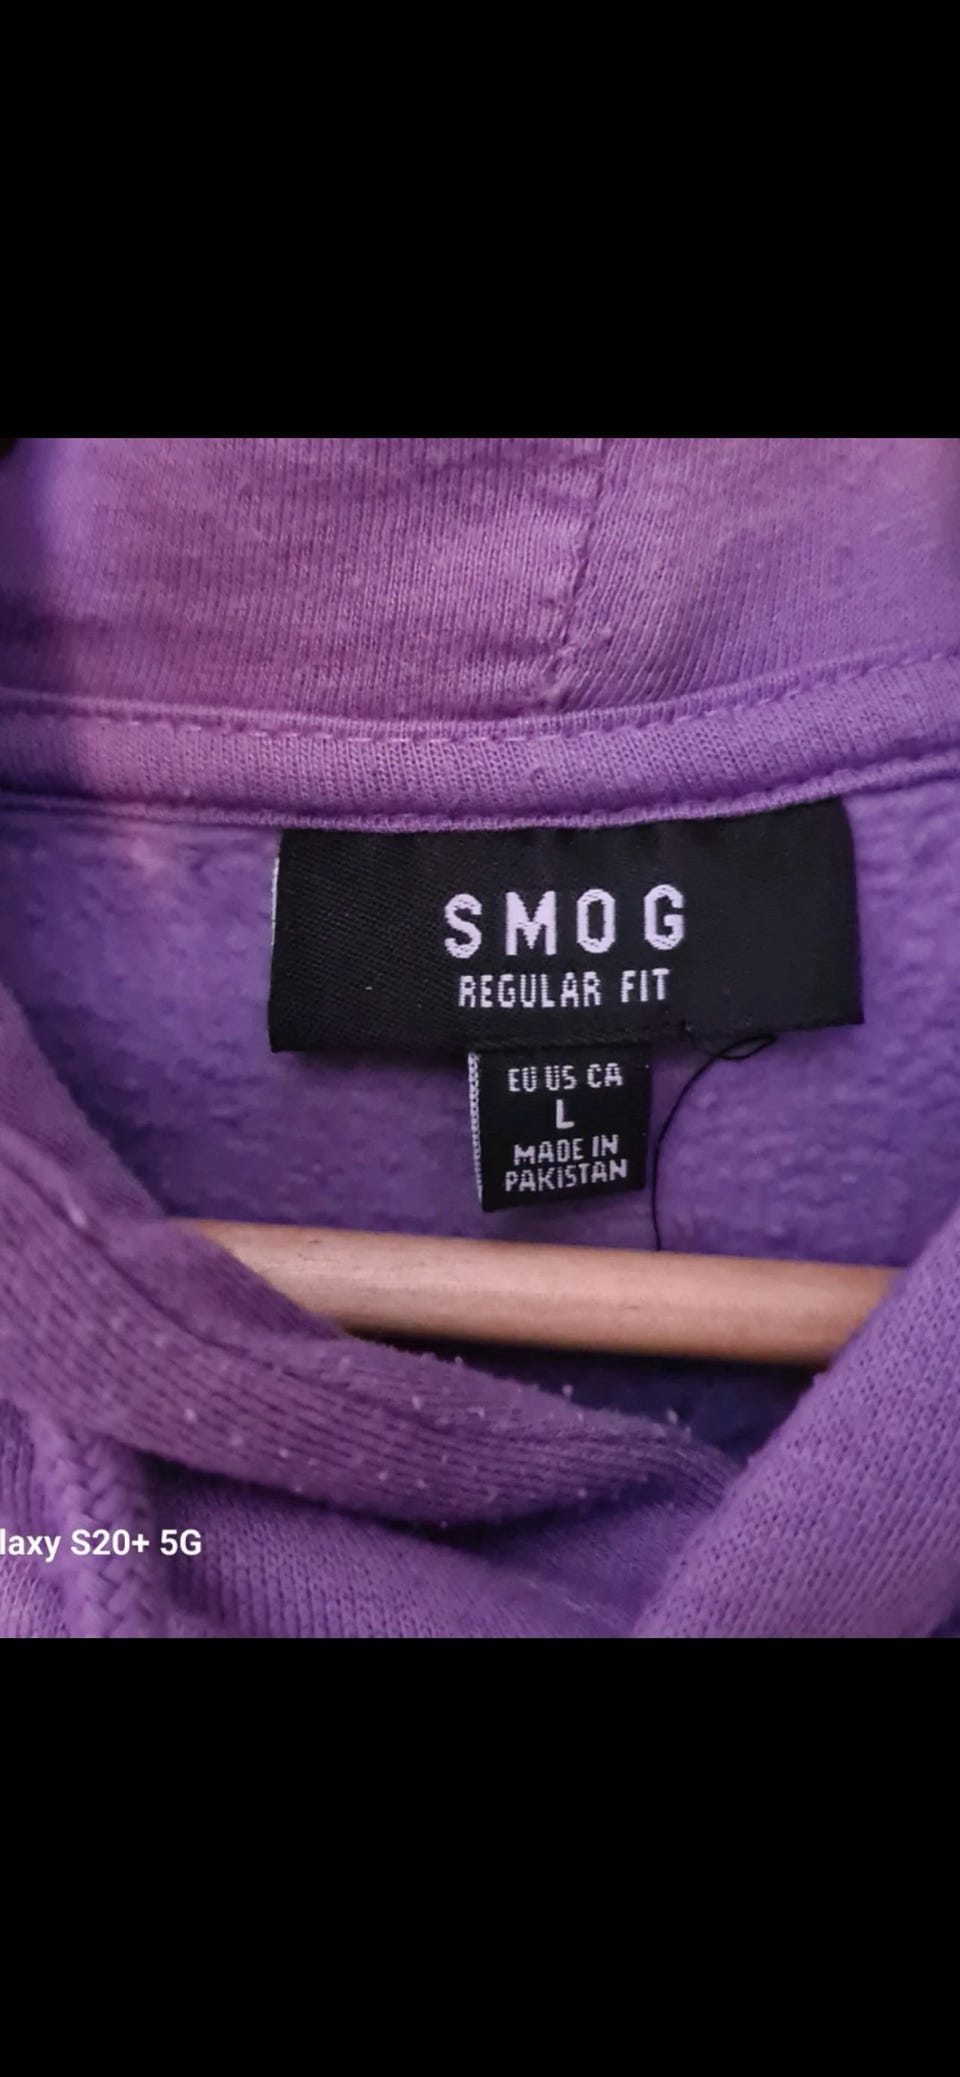 SMOG
REGULAR FIT
EU US CA
L
MADE IN
PAKISTAN
laxy S20+ 5G